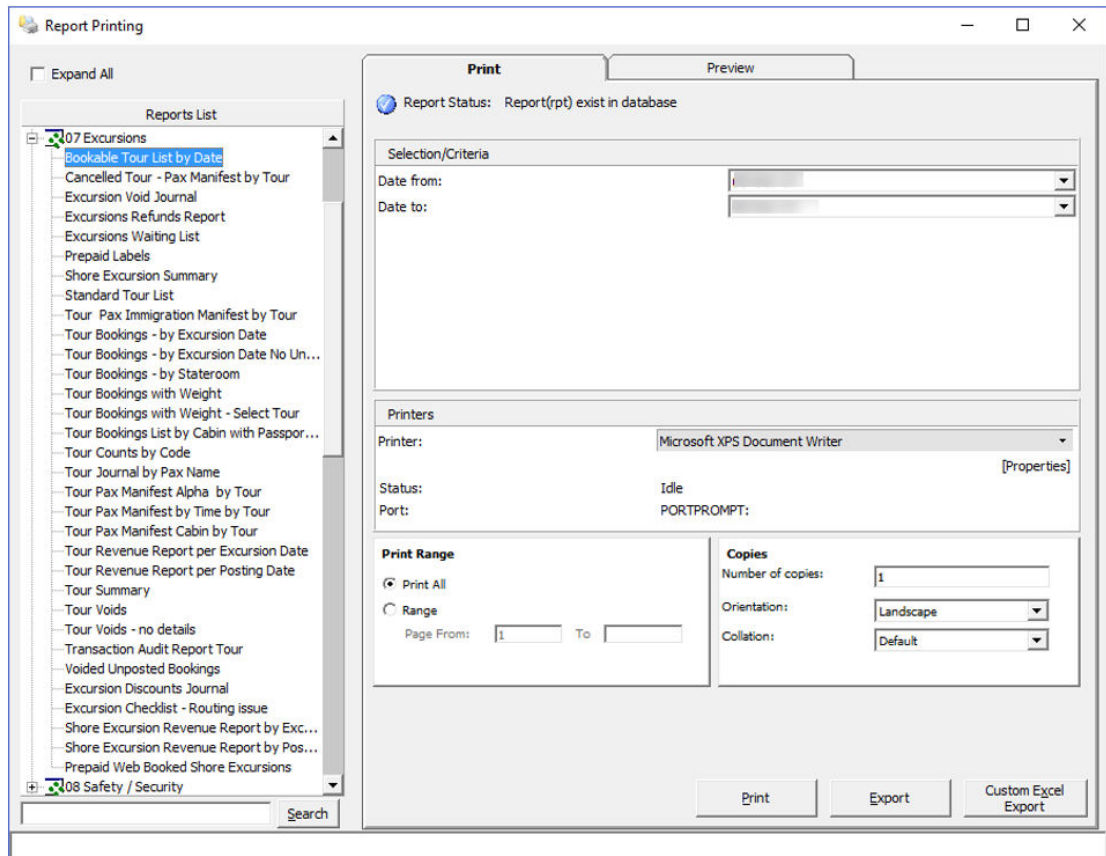 Report Printing
Expand All
Reports List
07 Excursions
Bookable Tour List by Date
Cancelled Tour - Pax Manifest by Tour
Excursion Void Journal
Excursions Refunds Report
Excursions Waiting List
Prepaid Labels
Shore Excursion Summary
Standard Tour List
Tour  Pax Immigration Manifest by Tour
Tour Bookings - by Excursion Date
Tour Bookings - by Excursion Date No Un...
Tour Bookings - by Stateroom
Tour Bookings with Weight
Tour Bookings with Weight - Select Tour
Tour Bookings List by Cabin with Passpor...
Tour Counts by Code
Tour Journal by Pax Name
Tour Pax Manifest Alpha  by Tour
Tour Pax Manifest by Time by Tour
Tour Pax Manifest Cabin by Tour
Tour Revenue Report per Excursion Date
Tour Revenue Report per Posting Date
Tour Summary
Tour Voids
Tour Voids - no details
Transaction Audit Report Tour
Voided Unposted Bookings
Excursion Discounts Journal
Excursion Checklist - Routing issue
Shore Excursion Revenue Report by Exc...
Shore Excursion Revenue Report by Pos...
Prepaid Web Booked Shore Excursions
08 Safety / Security
Search
Print
Preview
Report Status: Report(rpt) exist in database
Selection/Criteria
Date from:
Date to:
Printers
Printer: Microsoft XPS Document Writer
[Properties]
Status: Idle
Port: PORTPROMPT:
Print Range
Print All
Range
Page From: 1 To
Copies
Number of copies: 1
Orientation: Landscape
Collation: Default
Print
Export
Custom Excel
Export